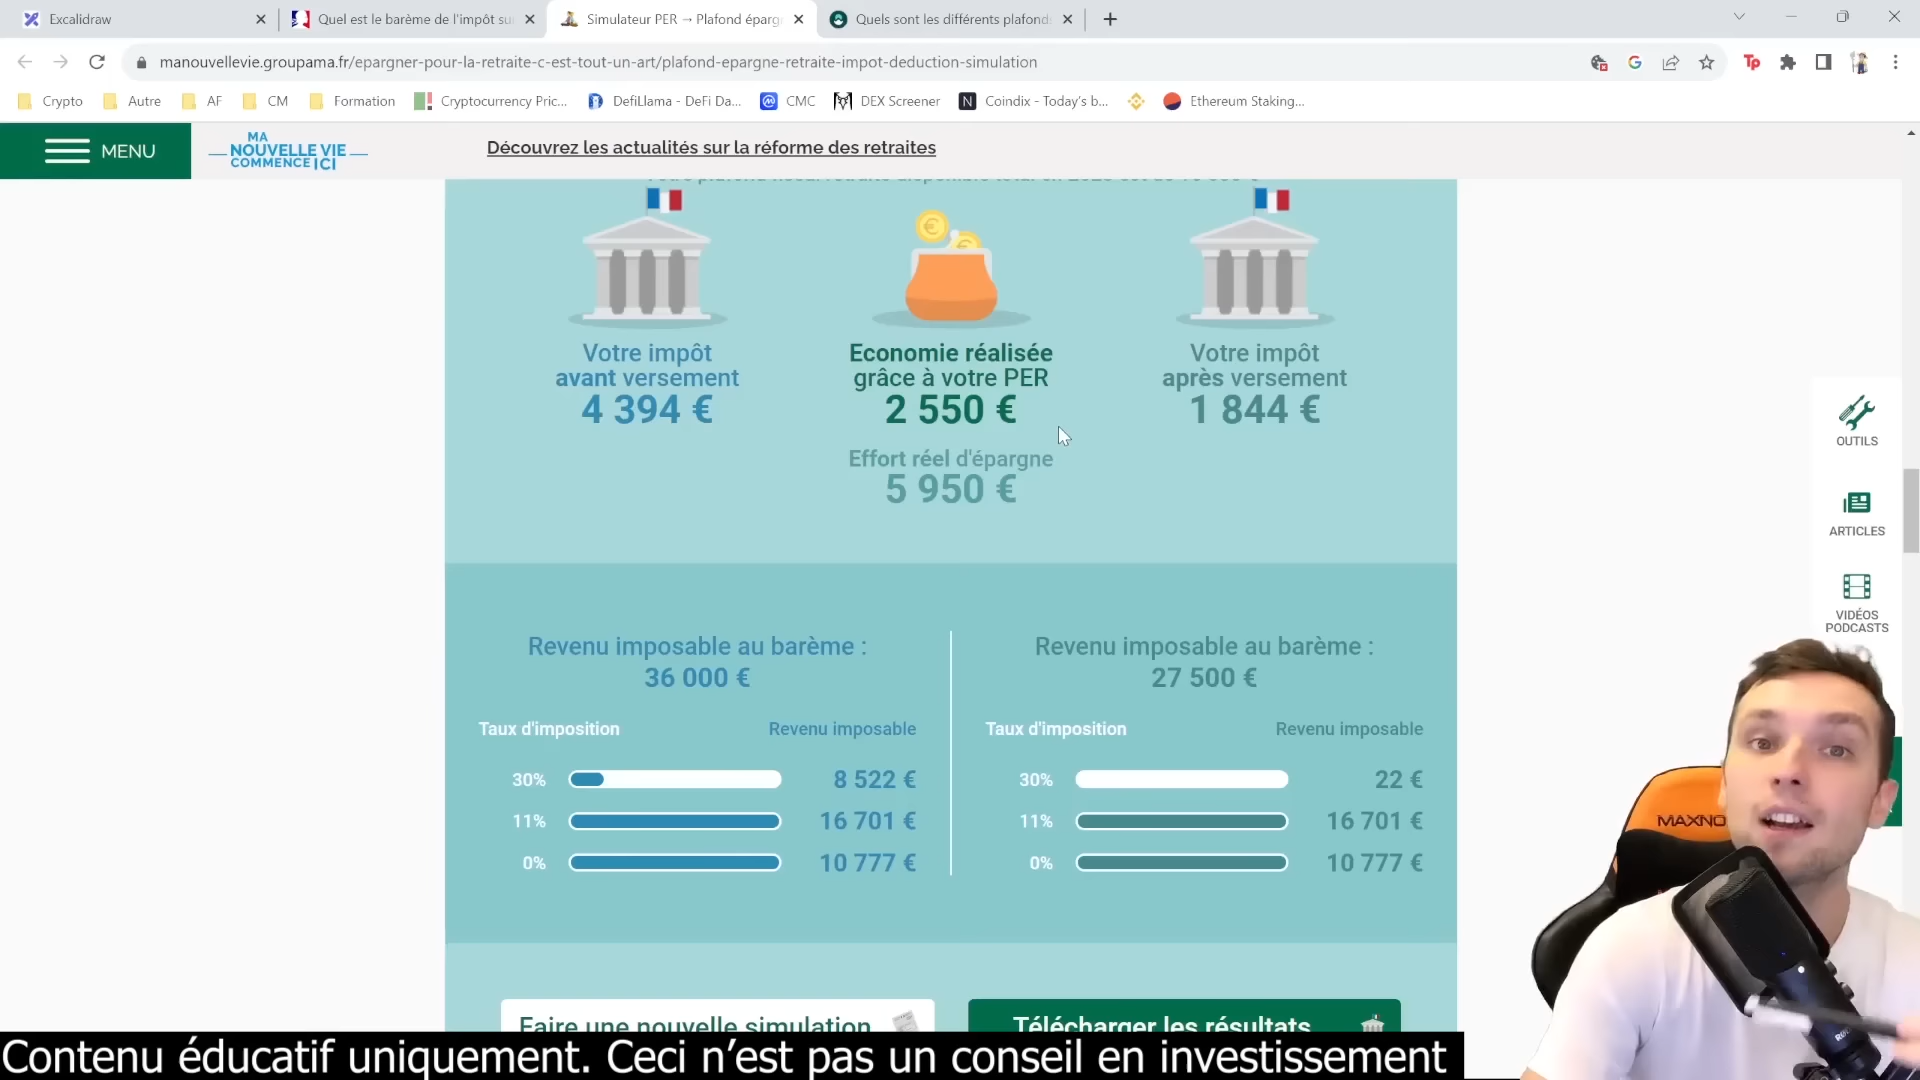 Excalidraw
Quel est le barème de l'impôt su
Simulateur PER → Plafond éparg
Quels sont les différents plafond
manouvellevie.groupama.fr/epargner-pour-la-retraite-c-est-tout-un-art/plafond-epargne-retraite-impot-deduction-simulation
Crypto
Autre
AF
CM
Formation
Cryptocurrency Pric...
DefiLlama - DeFi Da...
CMC
DEX Screener
Coindix - Today's b...
Ethereum Staking...
MENU
MA
NOUVELLE VIE
COMMENCE ICI
Découvrez les actualités sur la réforme des retraites
Votre impôt
avant versement
4 394 €
Economie réalisée
grâce à votre PER
2 550 €
Effort réel d'épargne
5 950 €
Votre impôt
après versement
1 844 €
OUTILS
ARTICLES
VIDÉOS
PODCASTS
Revenu imposable au barème :
36 000 €
Taux d'imposition Revenu imposable
30% 8 522 €
11% 16 701 €
0% 10 777 €
Revenu imposable au barème :
27 500 €
Taux d'imposition Revenu imposable
30% 22 €
11% 16 701 €
0% 10 777 €
MAXNO
Faire une nouvelle simulation
Télécharger les résultats
Contenu éducatif uniquement. Ceci n'est pas un conseil en investissement